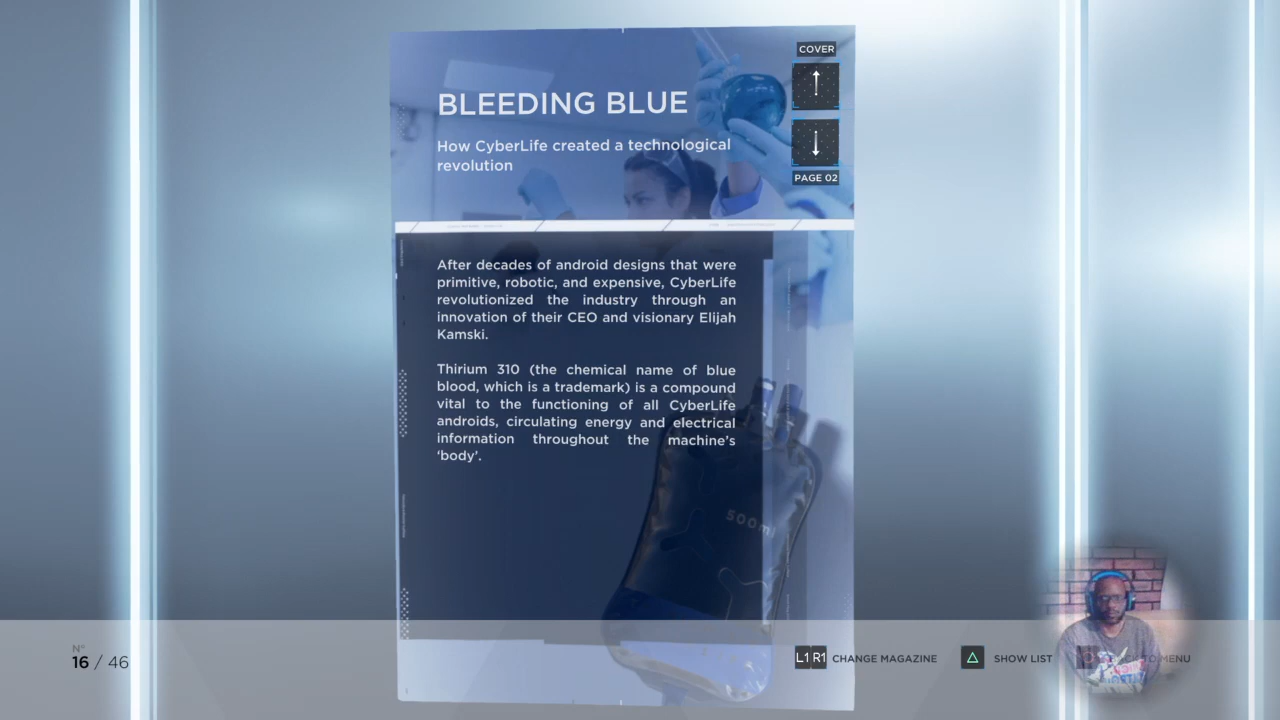 COVER
BLEEDING BLUE
How CyberLife created a technological
revolution
PAGE 02
After decades of android designs that were
primitive, robotic, and expensive, CyberLife
revolutionized the industry through an
innovation of their CEO and visionary Elijah
Kamski.
Thirium 310 (the chemical name of blue
blood, which is a trademark) is a compound
vital to the functioning of all CyberLife
androids, circulating energy and electrical
information throughout the machine's
‘body’.
500ml
N°
16 / 46
L1 R1 CHANGE MAGAZINE
SHOW LIST
TO MENU